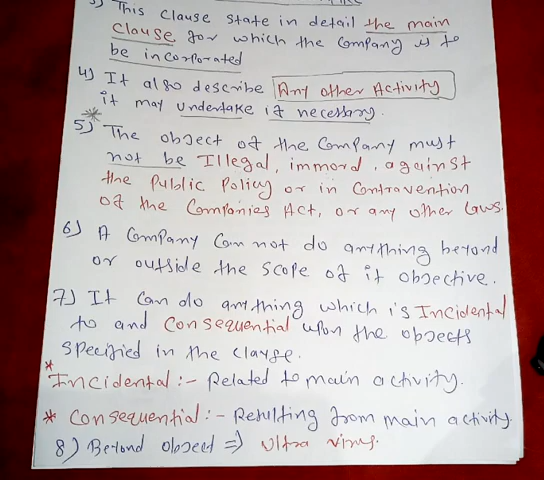 3) This Clause state in detail the main
Clause for which the Company is to
be incorporated
4) It also describe Any other Activity
it may undertake if necessary.
*
5) The object of the Company must
not be Illegal, immoral, against
the Public Policy or in Contravention
of the Companies Act, or any other laws.
6) A Company Can not do anything beyond
or outside the scope of it objective.
7) It Can do anything which is Incidental
to and Consequential upon the objects
Specified in the clause.
* Incidental :- Related to main activity.
* Consequential :- Resulting from main activity.
8) Beyond object => Ultra virus.